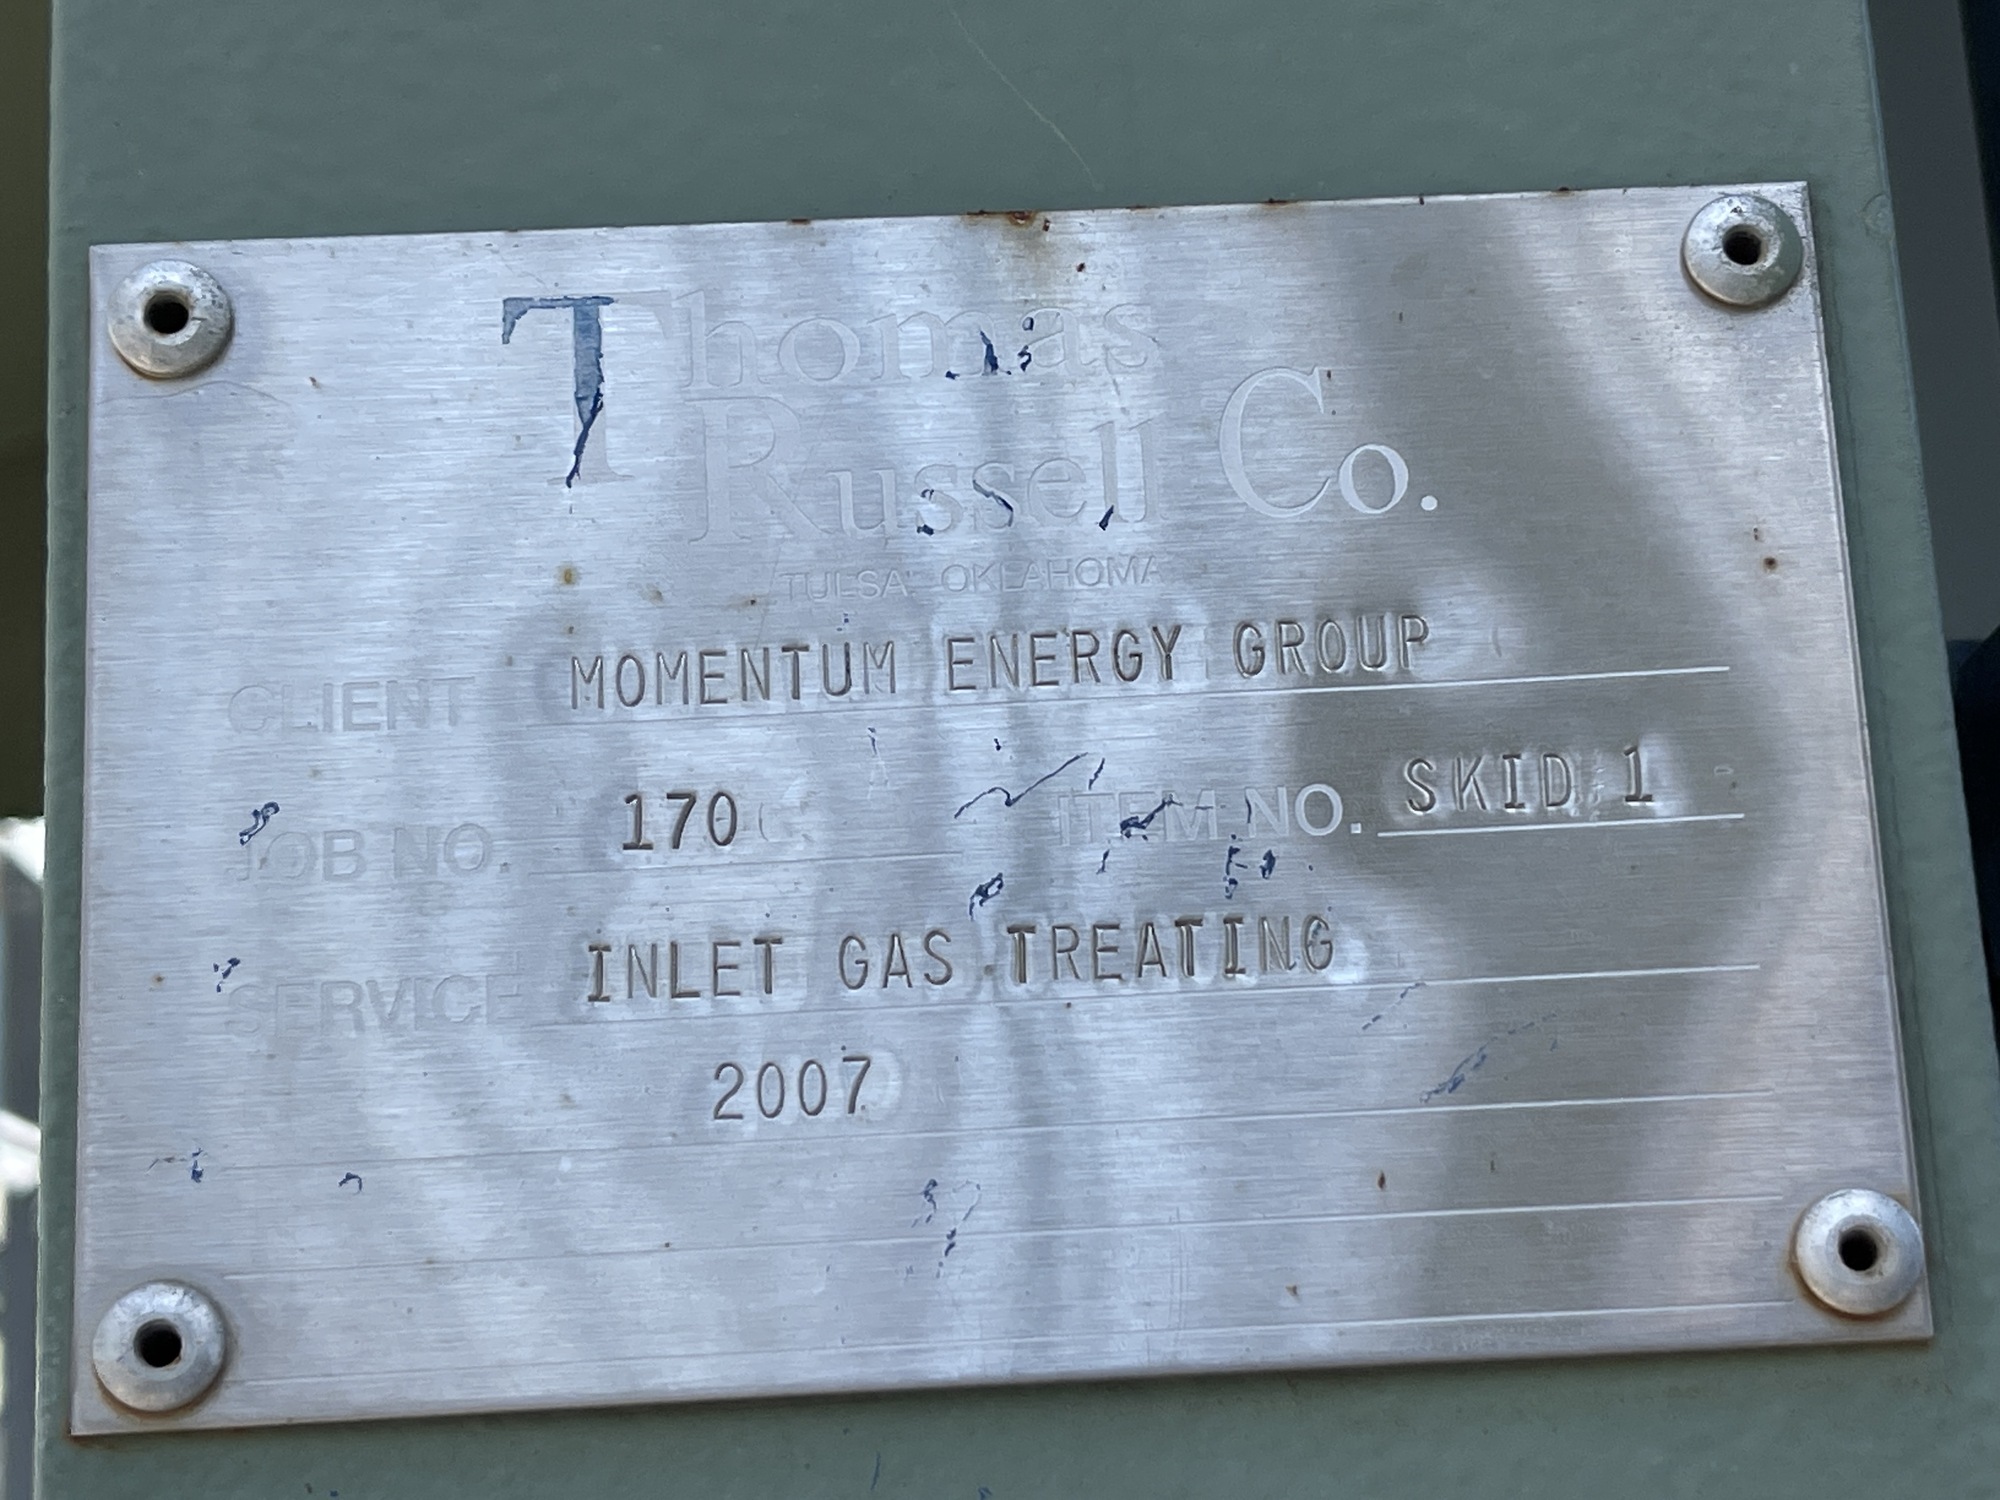 Thomas
Russell Co.
TULSA, OKLAHOMA
CLIENT MOMENTUM ENERGY GROUP
JOB NO. 170 ITEM NO. SKID 1
SERVICE INLET GAS TREATING
2007